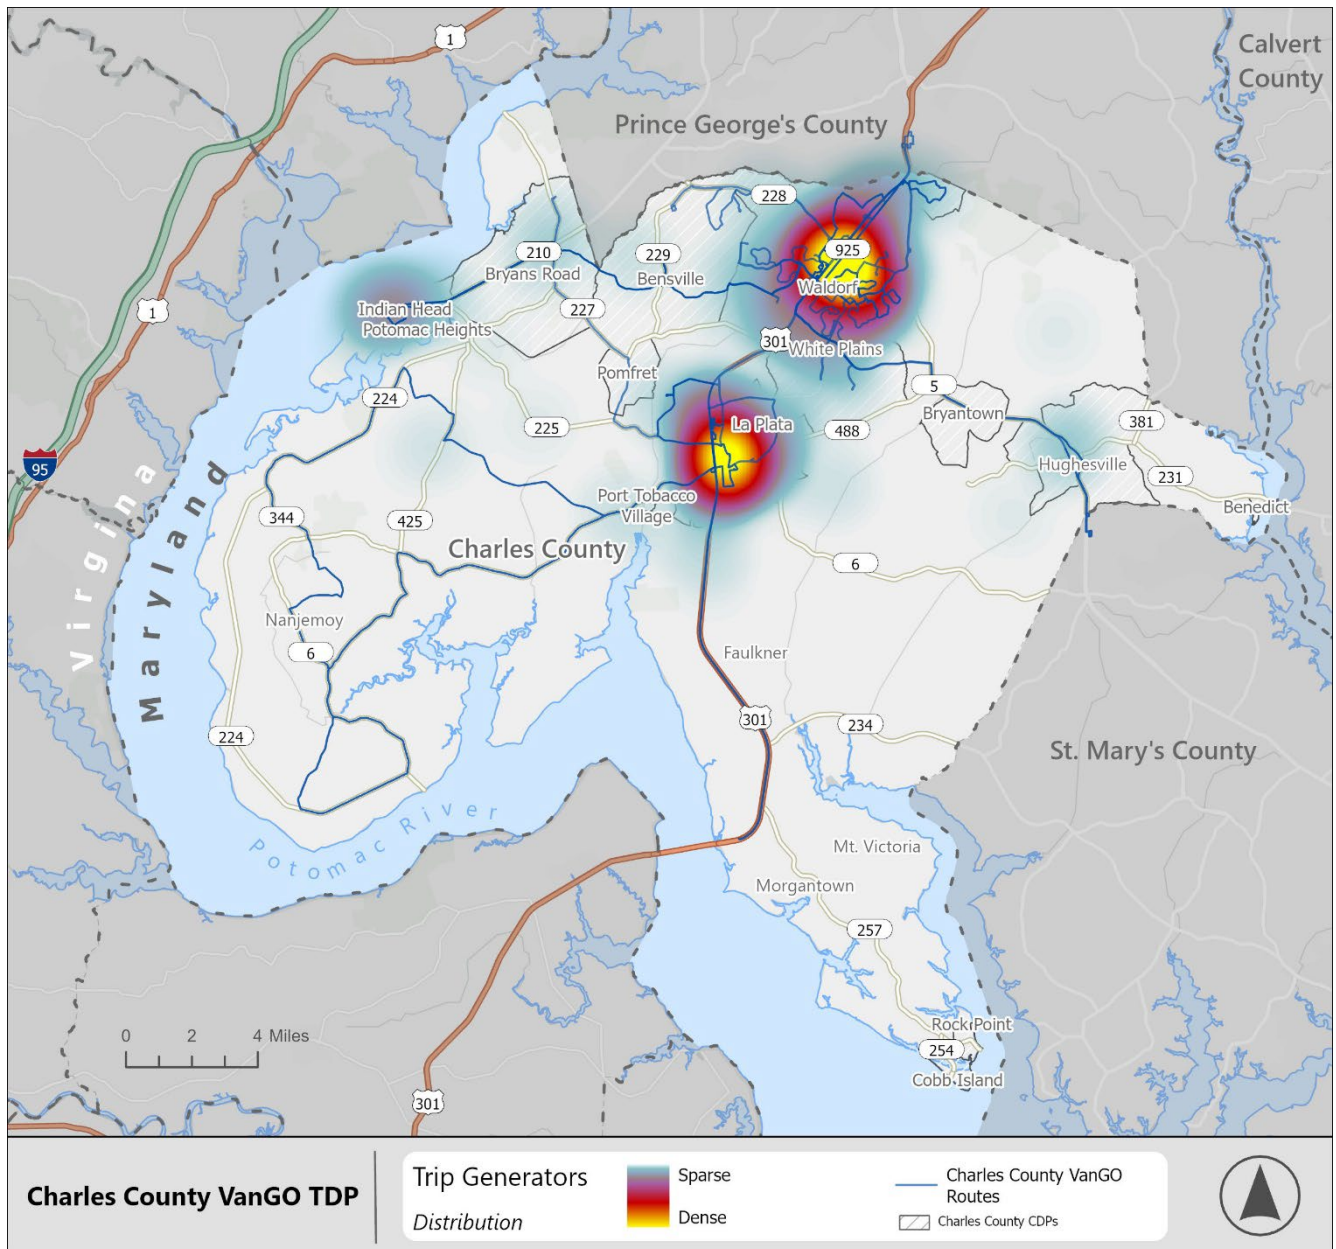 1
Calvert
County
Prince George's County
228
210
229
925
Bryans Road
Bensville
Waldorf
Indian Head
Potomac Heights
227
1
301
White Plains
Pomfret
5
224
Bryantown
La Plata
225
488
381
95
Hughesville
231
Port Tobacco
Village
Benedict
344
425
Charles County
6
Virginia
Maryland
Nanjemoy
6
Faulkner
301
234
224
St. Mary's County
Potomac River
Mt. Victoria
Morgantown
257
0 2 4 Miles
Rock Point
254
Cobb Island
301
Charles County VanGO TDP
Trip Generators
Distribution
Sparse
Dense
Charles County VanGO
Routes
Charles County CDPs